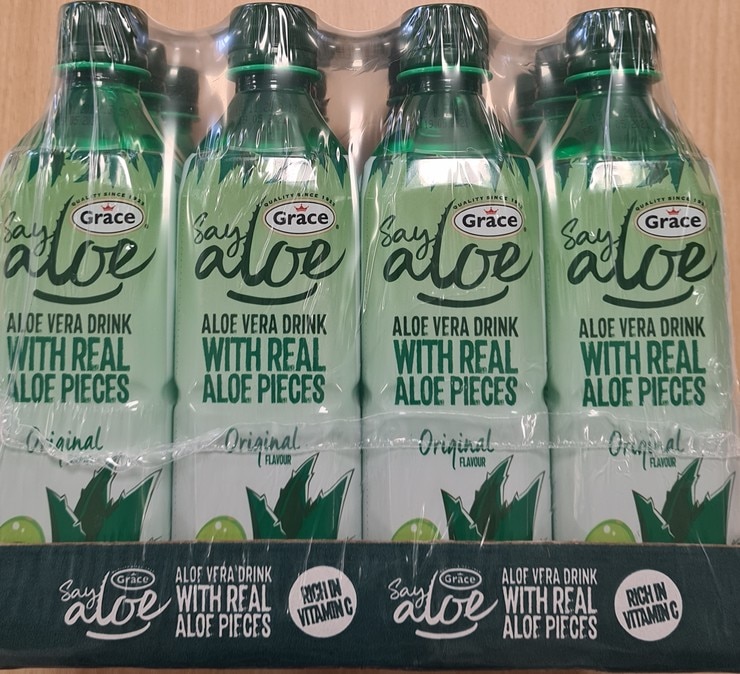 QUALITY SINCE 1922
Grace
Say
aloe
ALOE VERA DRINK
WITH REAL
ALOE PIECES
Original
QUALITY SINCE 1922
Grace
Say
aloe
ALOE VERA DRINK
WITH REAL
ALOE PIECES
Original
FLAVOUR
QUALITY SINCE 1922
Grace
Say
aloe
ALOE VERA DRINK
WITH REAL
ALOE PIECES
Original
FLAVOUR
QUALITY SINCE 1922
Grace
Say
aloe
ALOE VERA DRINK
WITH REAL
ALOE PIECES
Original
FLAVOUR
Grace
Say
aloe
ALOE VERA DRINK
WITH REAL
ALOE PIECES
RICH IN
VITAMIN C
Grace
Say
aloe
ALOE VERA DRINK
WITH REAL
ALOE PIECES
RICH IN
VITAMIN C